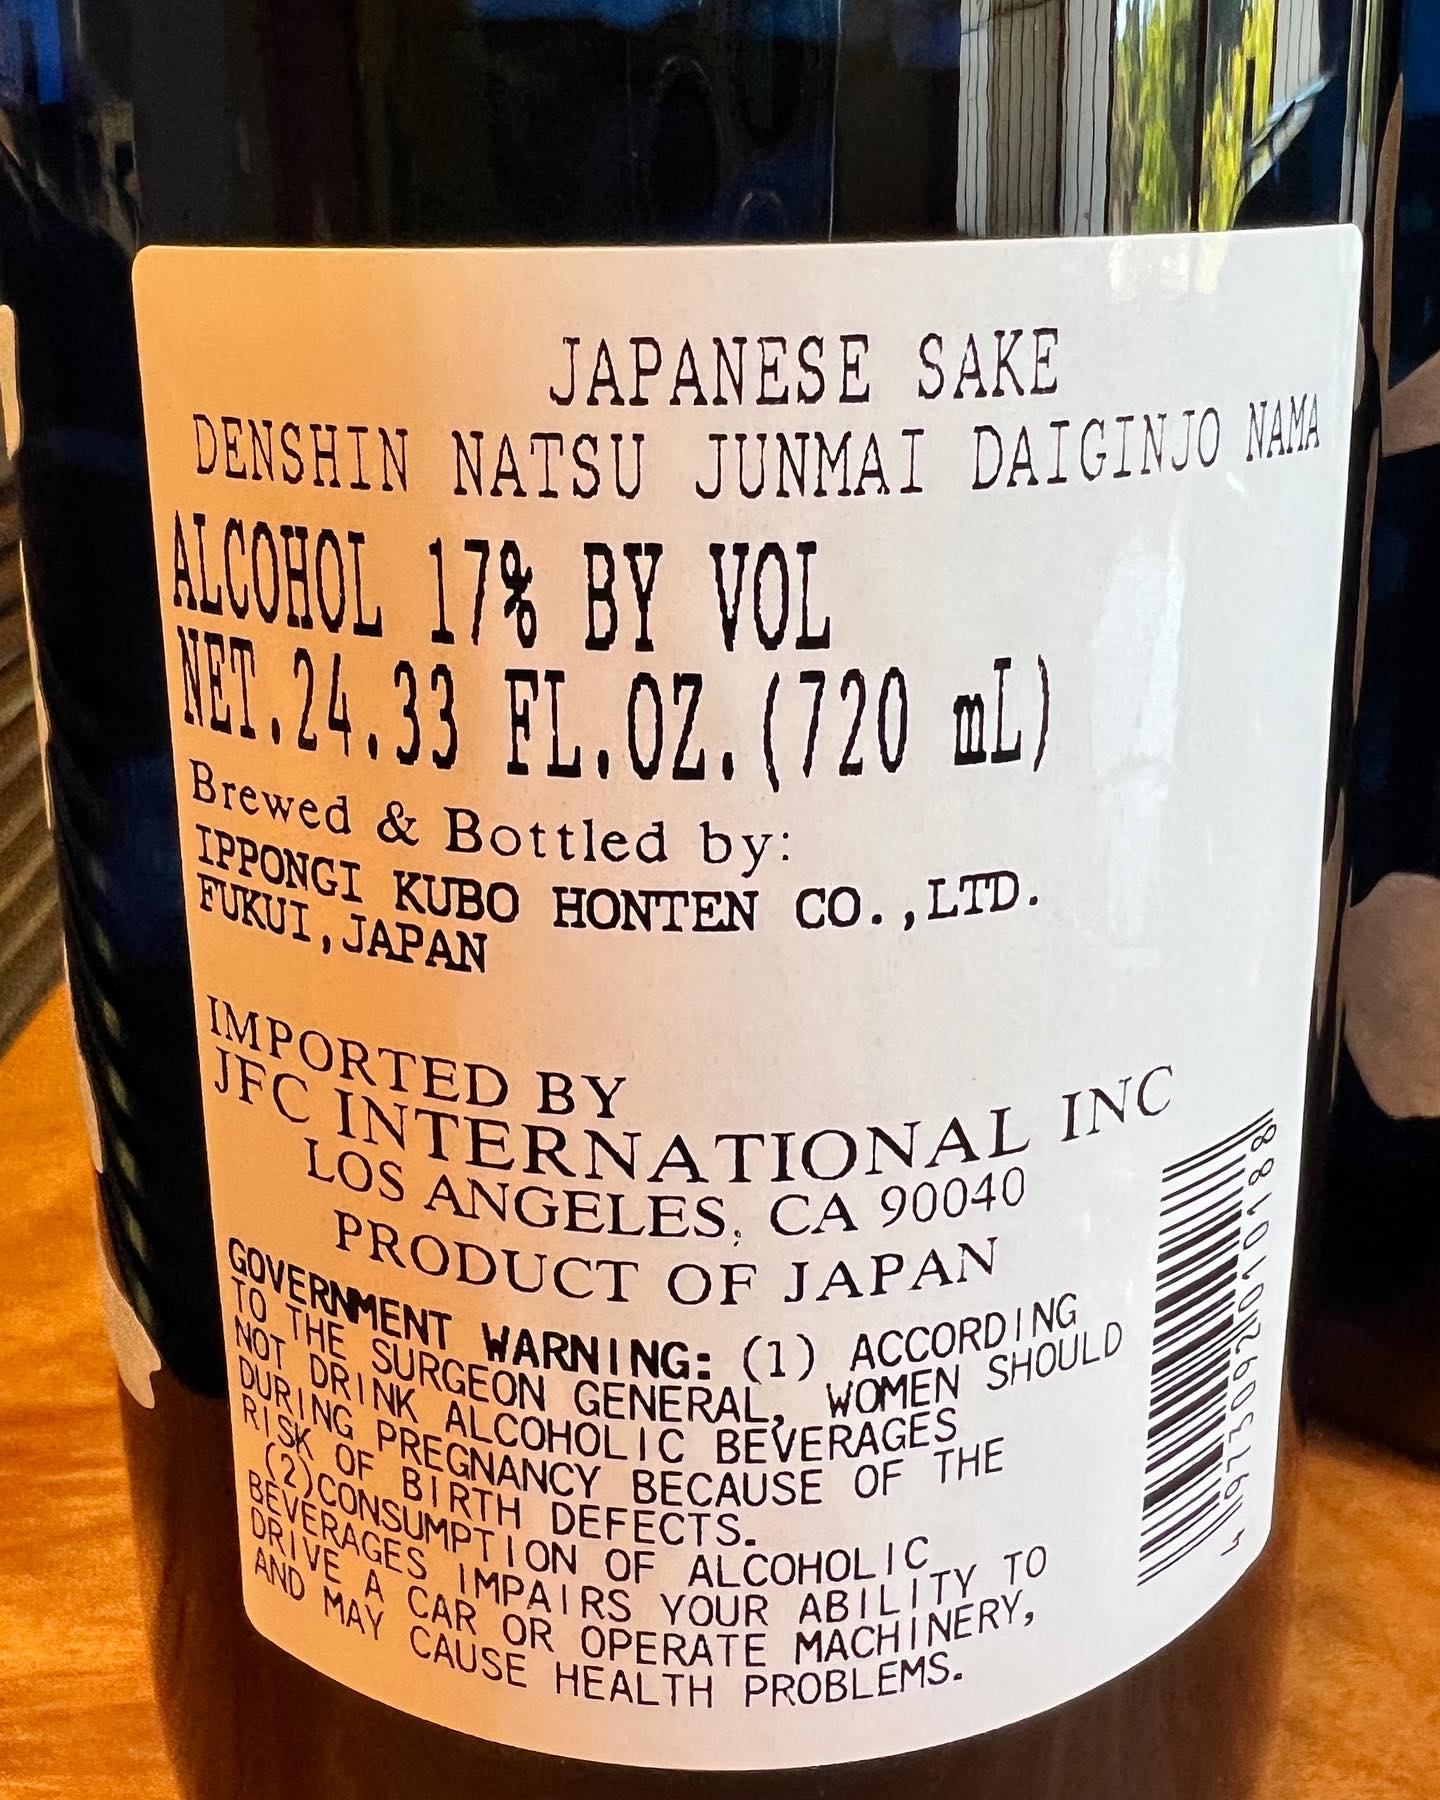 JAPANESE SAKE
DENSHIN NATSU JUNMAI DAIGINJO NAMA
ALCOHOL 17% BY VOL
NET.24.33 FL.OZ.(720 mL)
Brewed & Bottled by:
IPPONGI KUBO HONTEN CO.,LTD.
FUKUI,JAPAN
IMPORTED BY
JFC INTERNATIONAL INC
LOS ANGELES, CA 90040
PRODUCT OF JAPAN
GOVERNMENT WARNING: (1) ACCORDING
TO THE SURGEON GENERAL, WOMEN SHOULD
NOT DRINK ALCOHOLIC BEVERAGES
DURING PREGNANCY BECAUSE OF THE
RISK OF BIRTH DEFECTS.
(2)CONSUMPTION OF ALCOHOLIC
BEVERAGES IMPAIRS YOUR ABILITY TO
DRIVE A CAR OR OPERATE MACHINERY,
AND MAY CAUSE HEALTH PROBLEMS.
4 973092 010188